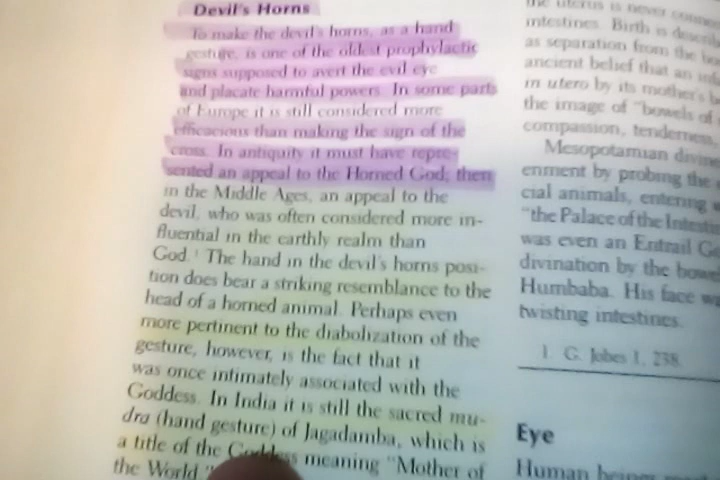 Devil's Horns
To make the devil's horns, as a hand
gesture, is one of the oldest prophylactic
signs supposed to avert the evil eye
and placate harmful powers. In some parts
of Europe it is still considered more
efficacious than making the sign of the
cross. In antiquity it must have repre-
sented an appeal to the Horned God; then
in the Middle Ages, an appeal to the
devil, who was often considered more in-
fluential in the earthly realm than
God.¹ The hand in the devil's horns posi-
tion does bear a striking resemblance to the
head of a horned animal. Perhaps even
more pertinent to the diabolization of the
gesture, however, is the fact that it
was once intimately associated with the
Goddess. In India it is still the sacred mu-
dra (hand gesture) of Jagadamba, which is
a title of the Goddess meaning "Mother of
the World."
the uterus is never
intestines. Birth is
as separation from the
ancient belief that an
in utero by its mother's
the image of "bowels of
compassion, tenderness,
Mesopotamian
enment by probing the
cial animals, entering
"the Palace of the
was even an Entrail
divination by the
Humbaba. His face
twisting intestines.
1. G. Jobes 1, 238.
Eye
Human beings